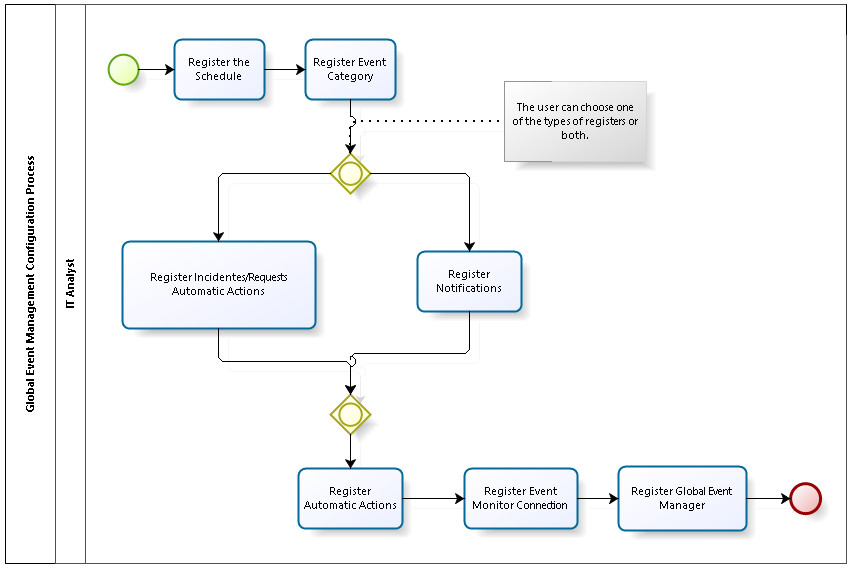 Global Event Management Configuration Process
IT Analyst
Register the
Schedule
Register Event
Category
The user can choose one
of the types of registers or
both.
Register Incidentes/Requests
Automatic Actions
Register
Notifications
Register
Automatic Actions
Register Event
Monitor Connection
Register Global Event
Manager